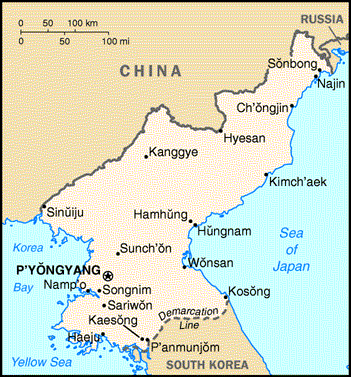 0 50 100 km
0 50 100 mi
RUSSIA
CHINA
Sŏnbong
Najin
Ch'ŏngjin
Hyesan
Kanggye
Kimch'aek
Sinŭiju
Hamhŭng
Hŭngnam
Sea
of
Japan
Korea
Bay
Sunch'ŏn
Wŏnsan
P'YŎNGYANG
Namp'o
Songnim
Kosŏng
Sariwŏn
Demarcation
Line
Kaesŏng
Haeju
P'anmunjŏm
Yellow Sea
SOUTH KOREA